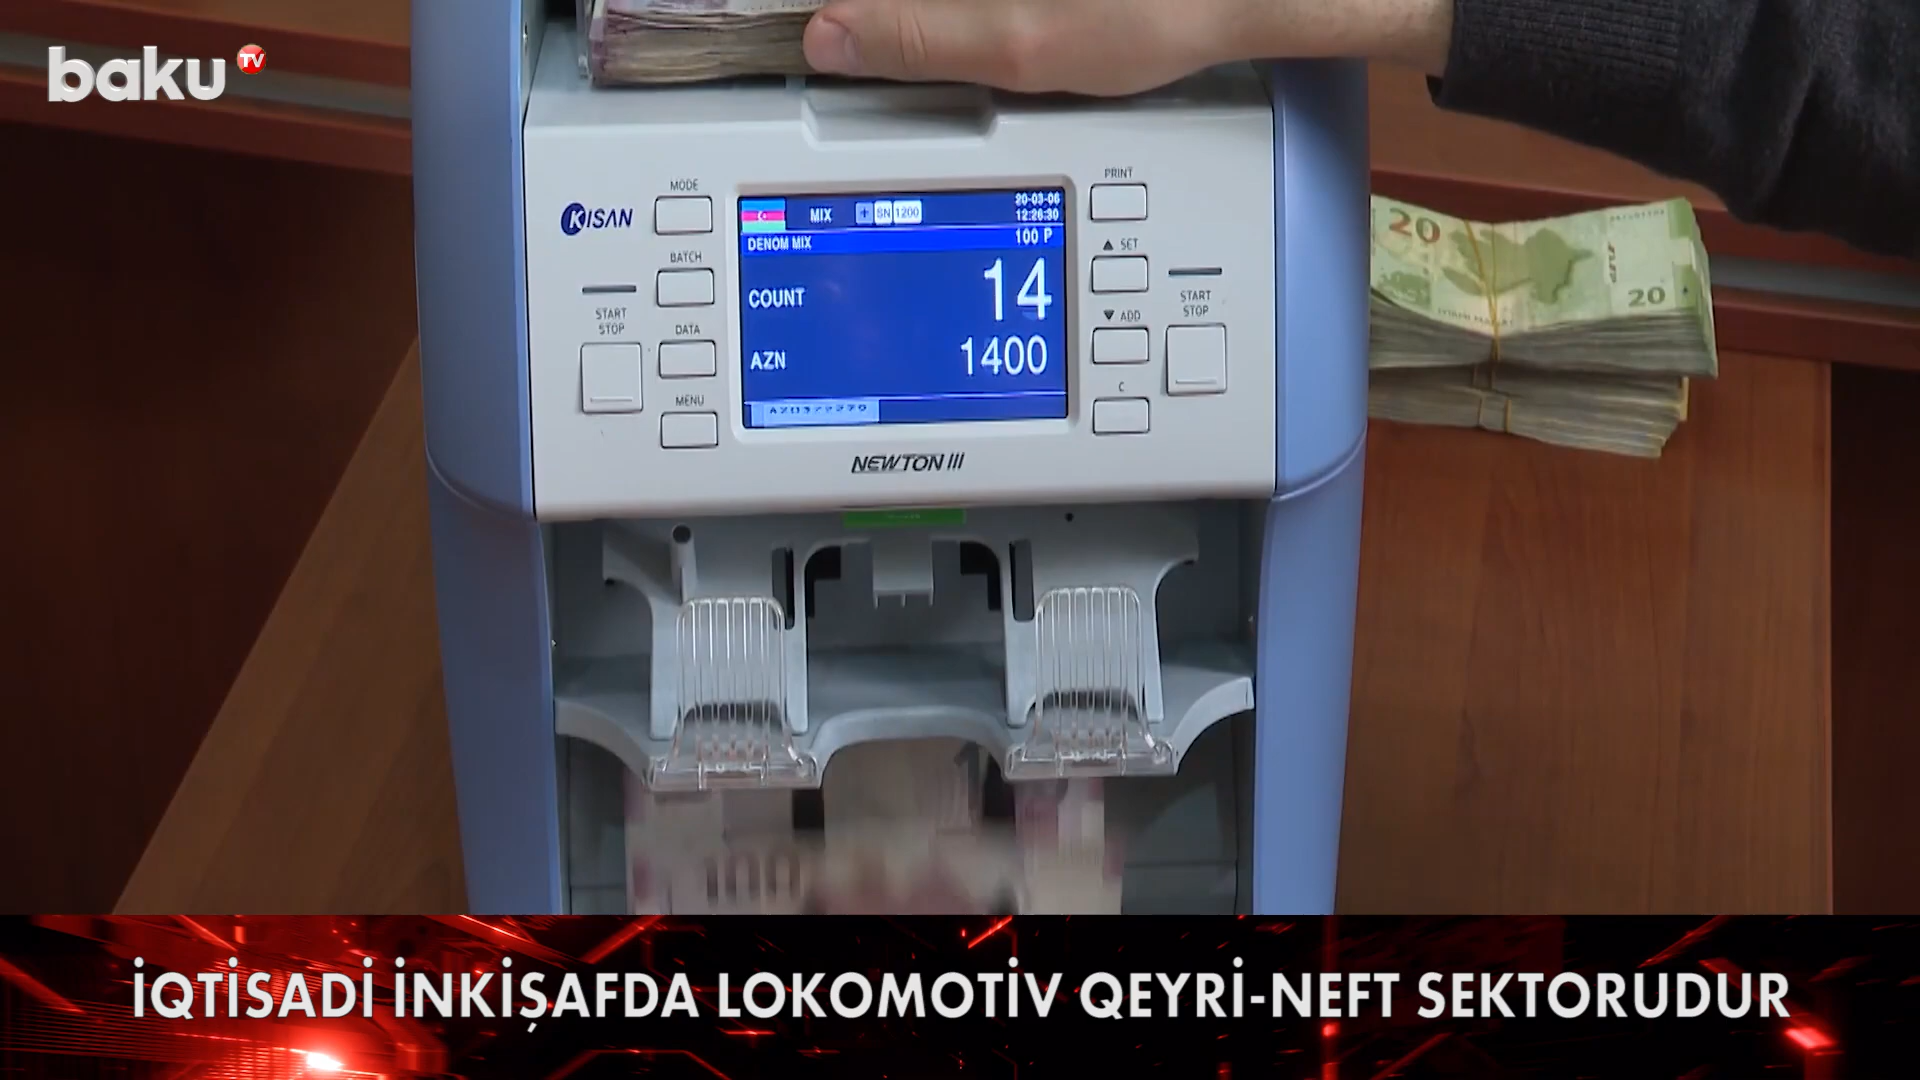 baku TV
MODE
PRINT
KISAN
MIX + SN 1200 20-03-06
12:26:30
DENOM MIX 100 P
BATCH
SET
COUNT 14
START
STOP
START
STOP
DATA
ADD
AZN 1400
MENU
C
NEWTON III
20
20
100
İQTİSADİ İNKİŞAFDA LOKOMOTİV QEYRİ-NEFT SEKTORUDUR